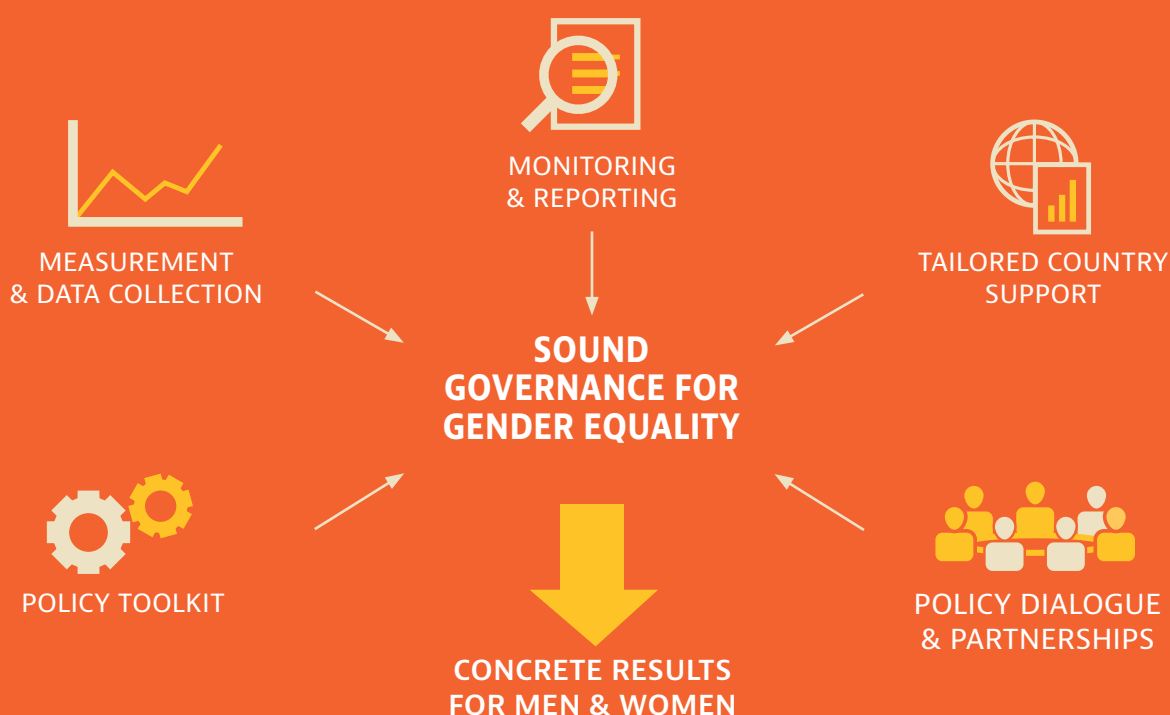 MONITORING
& REPORTING
MEASUREMENT
& DATA COLLECTION
TAILORED COUNTRY
SUPPORT
SOUND
GOVERNANCE FOR
GENDER EQUALITY
POLICY TOOLKIT
POLICY DIALOGUE
& PARTNERSHIPS
CONCRETE RESULTS
FOR MEN & WOMEN